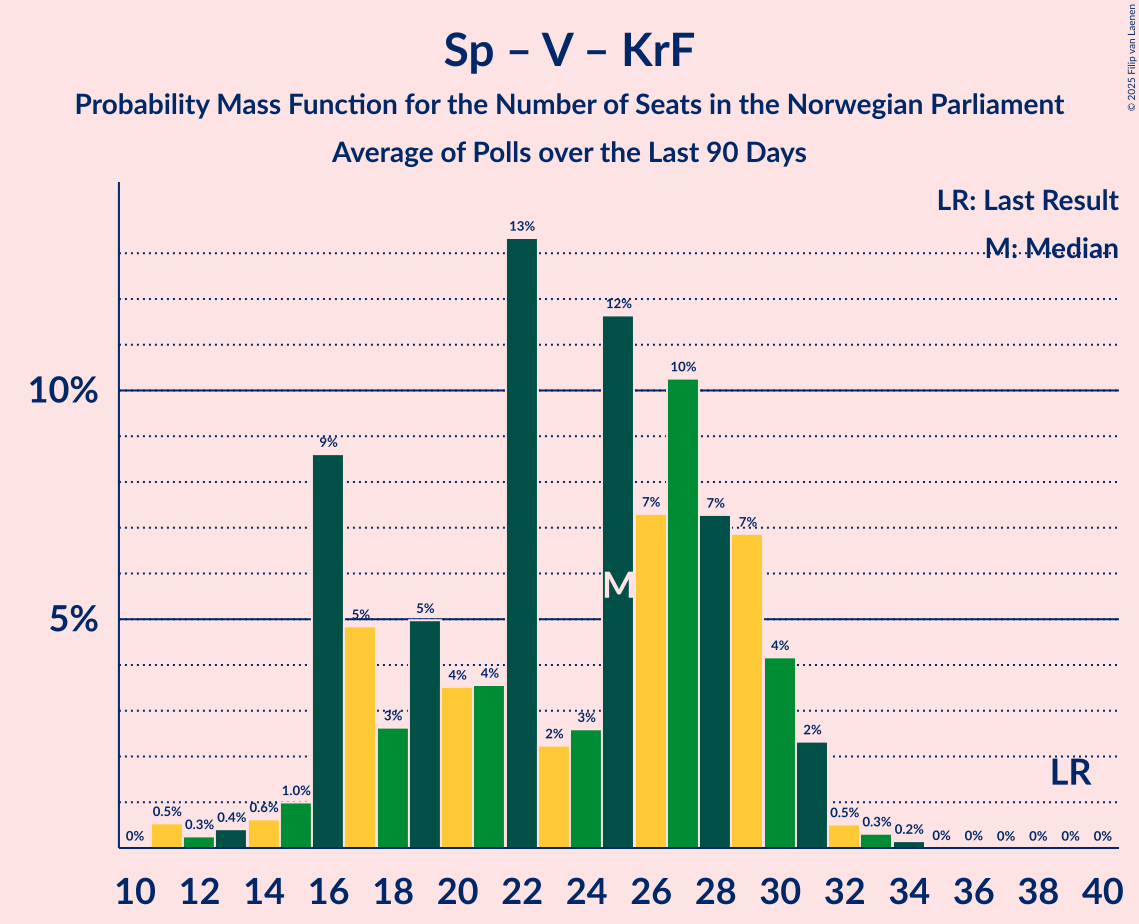 Sp – V – KrF
Probability Mass Function for the Number of Seats in the Norwegian Parliament
Average of Polls over the Last 90 Days
© 2025 Filip van Laenen
LR: Last Result
M: Median
10%
5%
0% 0.5% 0.3% 0.4% 0.6% 1.0% 9% 5% 3% 5% 4% 4% 13% 2% 3% 12% 7% 10% 7% 7% 4% 2% 0.5% 0.3% 0.2% 0% 0% 0% 0% 0% 0%
M
LR
10 12 14 16 18 20 22 24 26 28 30 32 34 36 38 40